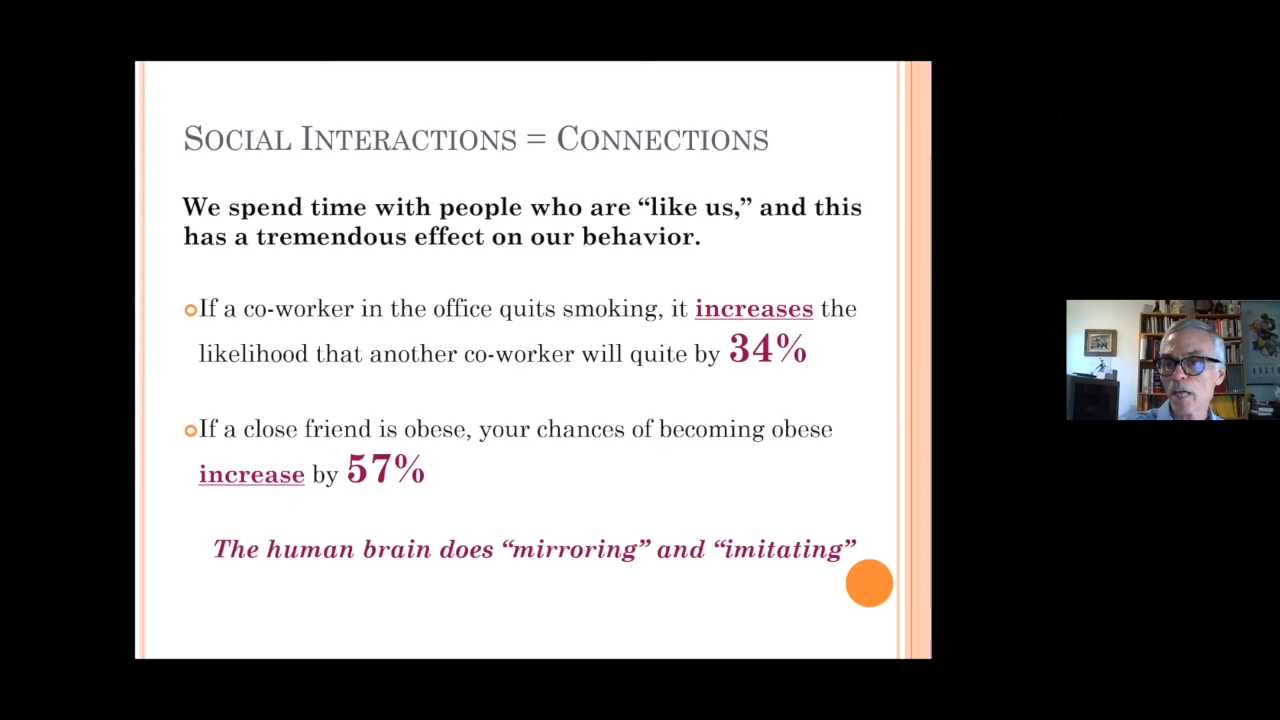 SOCIAL INTERACTIONS = CONNECTIONS
We spend time with people who are “like us,” and this
has a tremendous effect on our behavior.
If a co-worker in the office quits smoking, it increases the
likelihood that another co-worker will quite by 34%
If a close friend is obese, your chances of becoming obese
increase by 57%
The human brain does “mirroring” and “imitating”